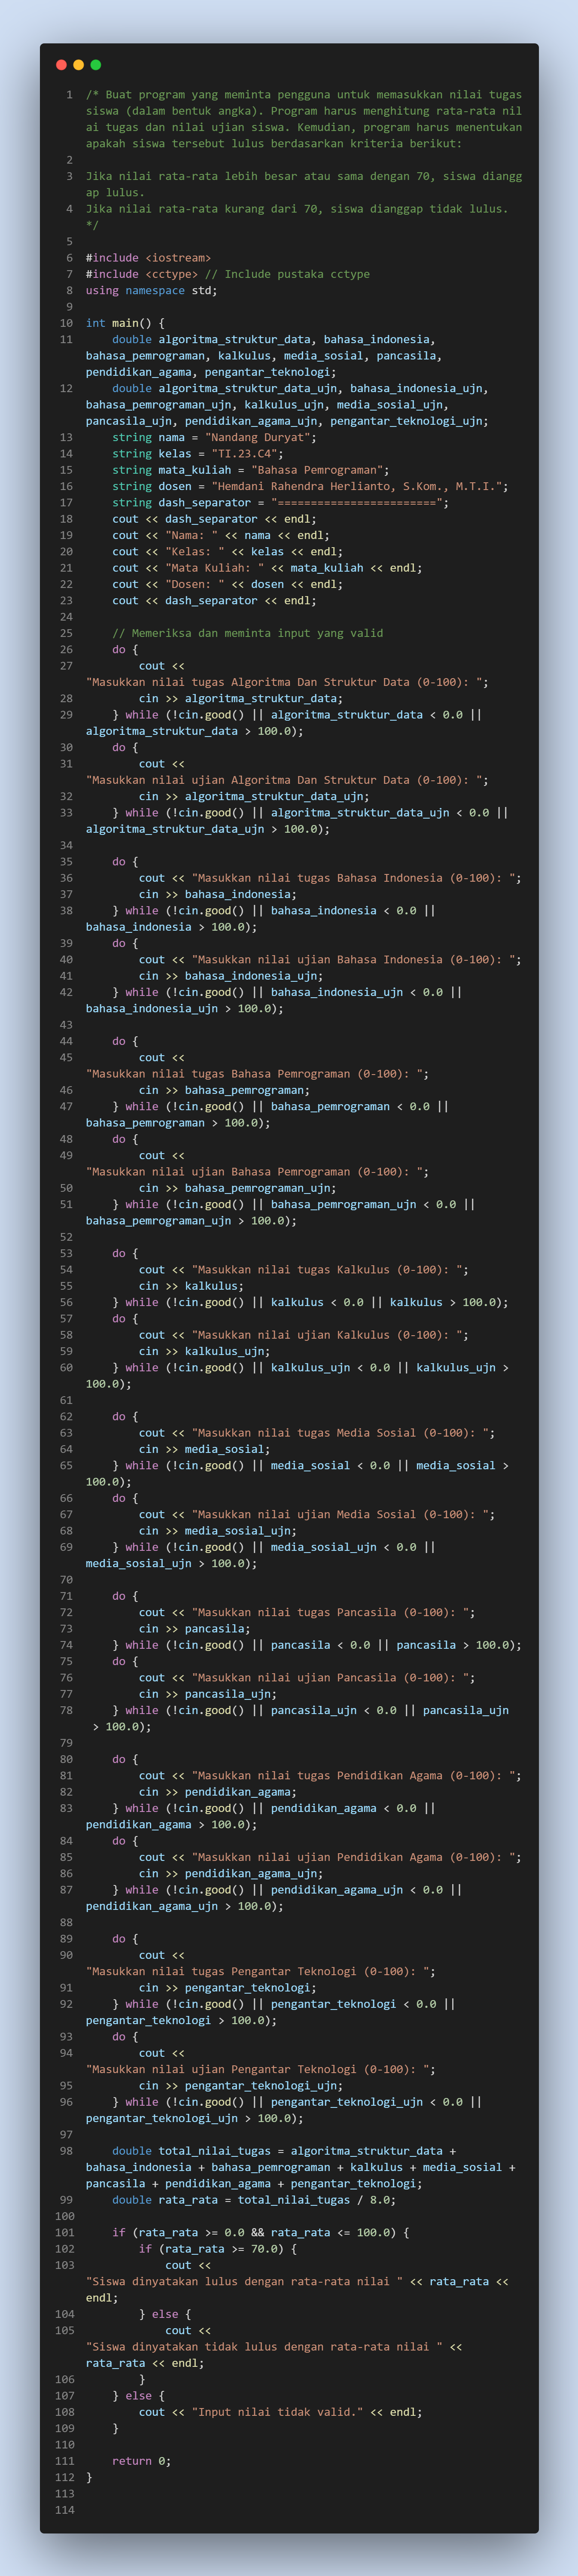 1 /* Buat program yang meminta pengguna untuk memasukkan nilai tugas
siswa (dalam bentuk angka). Program harus menghitung rata-rata nil
ai tugas dan nilai ujian siswa. Kemudian, program harus menentukan
apakah siswa tersebut lulus berdasarkan kriteria berikut:
2
3 Jika nilai rata-rata lebih besar atau sama dengan 70, siswa diangg
ap lulus.
4 Jika nilai rata-rata kurang dari 70, siswa dianggap tidak lulus.
*/
5
6 #include <iostream>
7 #include <cctype> // Include pustaka cctype
8 using namespace std;
9
10 int main() {
11     double algoritma_struktur_data, bahasa_indonesia,
bahasa_pemrograman, kalkulus, media_sosial, pancasila,
pendidikan_agama, pengantar_teknologi;
12     double algoritma_struktur_data_ujn, bahasa_indonesia_ujn,
bahasa_pemrograman_ujn, kalkulus_ujn, media_sosial_ujn,
pancasila_ujn, pendidikan_agama_ujn, pengantar_teknologi_ujn;
13     string nama = "Nandang Duryat";
14     string kelas = "TI.23.C4";
15     string mata_kuliah = "Bahasa Pemrograman";
16     string dosen = "Hemdani Rahendra Herlianto, S.Kom., M.T.I.";
17     string dash_separator = "========================";
18     cout << dash_separator << endl;
19     cout << "Nama: " << nama << endl;
20     cout << "Kelas: " << kelas << endl;
21     cout << "Mata Kuliah: " << mata_kuliah << endl;
22     cout << "Dosen: " << dosen << endl;
23     cout << dash_separator << endl;
24
25     // Memeriksa dan meminta input yang valid
26     do {
27         cout <<
"Masukkan nilai tugas Algoritma Dan Struktur Data (0-100): ";
28         cin >> algoritma_struktur_data;
29     } while (!cin.good() || algoritma_struktur_data < 0.0 ||
algoritma_struktur_data > 100.0);
30     do {
31         cout <<
"Masukkan nilai ujian Algoritma Dan Struktur Data (0-100): ";
32         cin >> algoritma_struktur_data_ujn;
33     } while (!cin.good() || algoritma_struktur_data_ujn < 0.0 ||
algoritma_struktur_data_ujn > 100.0);
34
35     do {
36         cout << "Masukkan nilai tugas Bahasa Indonesia (0-100): ";
37         cin >> bahasa_indonesia;
38     } while (!cin.good() || bahasa_indonesia < 0.0 ||
bahasa_indonesia > 100.0);
39     do {
40         cout << "Masukkan nilai ujian Bahasa Indonesia (0-100): ";
41         cin >> bahasa_indonesia_ujn;
42     } while (!cin.good() || bahasa_indonesia_ujn < 0.0 ||
bahasa_indonesia_ujn > 100.0);
43
44     do {
45         cout <<
"Masukkan nilai tugas Bahasa Pemrograman (0-100): ";
46         cin >> bahasa_pemrograman;
47     } while (!cin.good() || bahasa_pemrograman < 0.0 ||
bahasa_pemrograman > 100.0);
48     do {
49         cout <<
"Masukkan nilai ujian Bahasa Pemrograman (0-100): ";
50         cin >> bahasa_pemrograman_ujn;
51     } while (!cin.good() || bahasa_pemrograman_ujn < 0.0 ||
bahasa_pemrograman_ujn > 100.0);
52
53     do {
54         cout << "Masukkan nilai tugas Kalkulus (0-100): ";
55         cin >> kalkulus;
56     } while (!cin.good() || kalkulus < 0.0 || kalkulus > 100.0);
57     do {
58         cout << "Masukkan nilai ujian Kalkulus (0-100): ";
59         cin >> kalkulus_ujn;
60     } while (!cin.good() || kalkulus_ujn < 0.0 || kalkulus_ujn >
100.0);
61
62     do {
63         cout << "Masukkan nilai tugas Media Sosial (0-100): ";
64         cin >> media_sosial;
65     } while (!cin.good() || media_sosial < 0.0 || media_sosial >
100.0);
66     do {
67         cout << "Masukkan nilai ujian Media Sosial (0-100): ";
68         cin >> media_sosial_ujn;
69     } while (!cin.good() || media_sosial_ujn < 0.0 ||
media_sosial_ujn > 100.0);
70
71     do {
72         cout << "Masukkan nilai tugas Pancasila (0-100): ";
73         cin >> pancasila;
74     } while (!cin.good() || pancasila < 0.0 || pancasila > 100.0);
75     do {
76         cout << "Masukkan nilai ujian Pancasila (0-100): ";
77         cin >> pancasila_ujn;
78     } while (!cin.good() || pancasila_ujn < 0.0 || pancasila_ujn
 > 100.0);
79
80     do {
81         cout << "Masukkan nilai tugas Pendidikan Agama (0-100): ";
82         cin >> pendidikan_agama;
83     } while (!cin.good() || pendidikan_agama < 0.0 ||
pendidikan_agama > 100.0);
84     do {
85         cout << "Masukkan nilai ujian Pendidikan Agama (0-100): ";
86         cin >> pendidikan_agama_ujn;
87     } while (!cin.good() || pendidikan_agama_ujn < 0.0 ||
pendidikan_agama_ujn > 100.0);
88
89     do {
90         cout <<
"Masukkan nilai tugas Pengantar Teknologi (0-100): ";
91         cin >> pengantar_teknologi;
92     } while (!cin.good() || pengantar_teknologi < 0.0 ||
pengantar_teknologi > 100.0);
93     do {
94         cout <<
"Masukkan nilai ujian Pengantar Teknologi (0-100): ";
95         cin >> pengantar_teknologi_ujn;
96     } while (!cin.good() || pengantar_teknologi_ujn < 0.0 ||
pengantar_teknologi_ujn > 100.0);
97
98     double total_nilai_tugas = algoritma_struktur_data +
bahasa_indonesia + bahasa_pemrograman + kalkulus + media_sosial +
pancasila + pendidikan_agama + pengantar_teknologi;
99     double rata_rata = total_nilai_tugas / 8.0;
100
101     if (rata_rata >= 0.0 && rata_rata <= 100.0) {
102         if (rata_rata >= 70.0) {
103             cout <<
"Siswa dinyatakan lulus dengan rata-rata nilai " << rata_rata <<
endl;
104         } else {
105             cout <<
"Siswa dinyatakan tidak lulus dengan rata-rata nilai " <<
rata_rata << endl;
106         }
107     } else {
108         cout << "Input nilai tidak valid." << endl;
109     }
110
111     return 0;
112 }
113
114